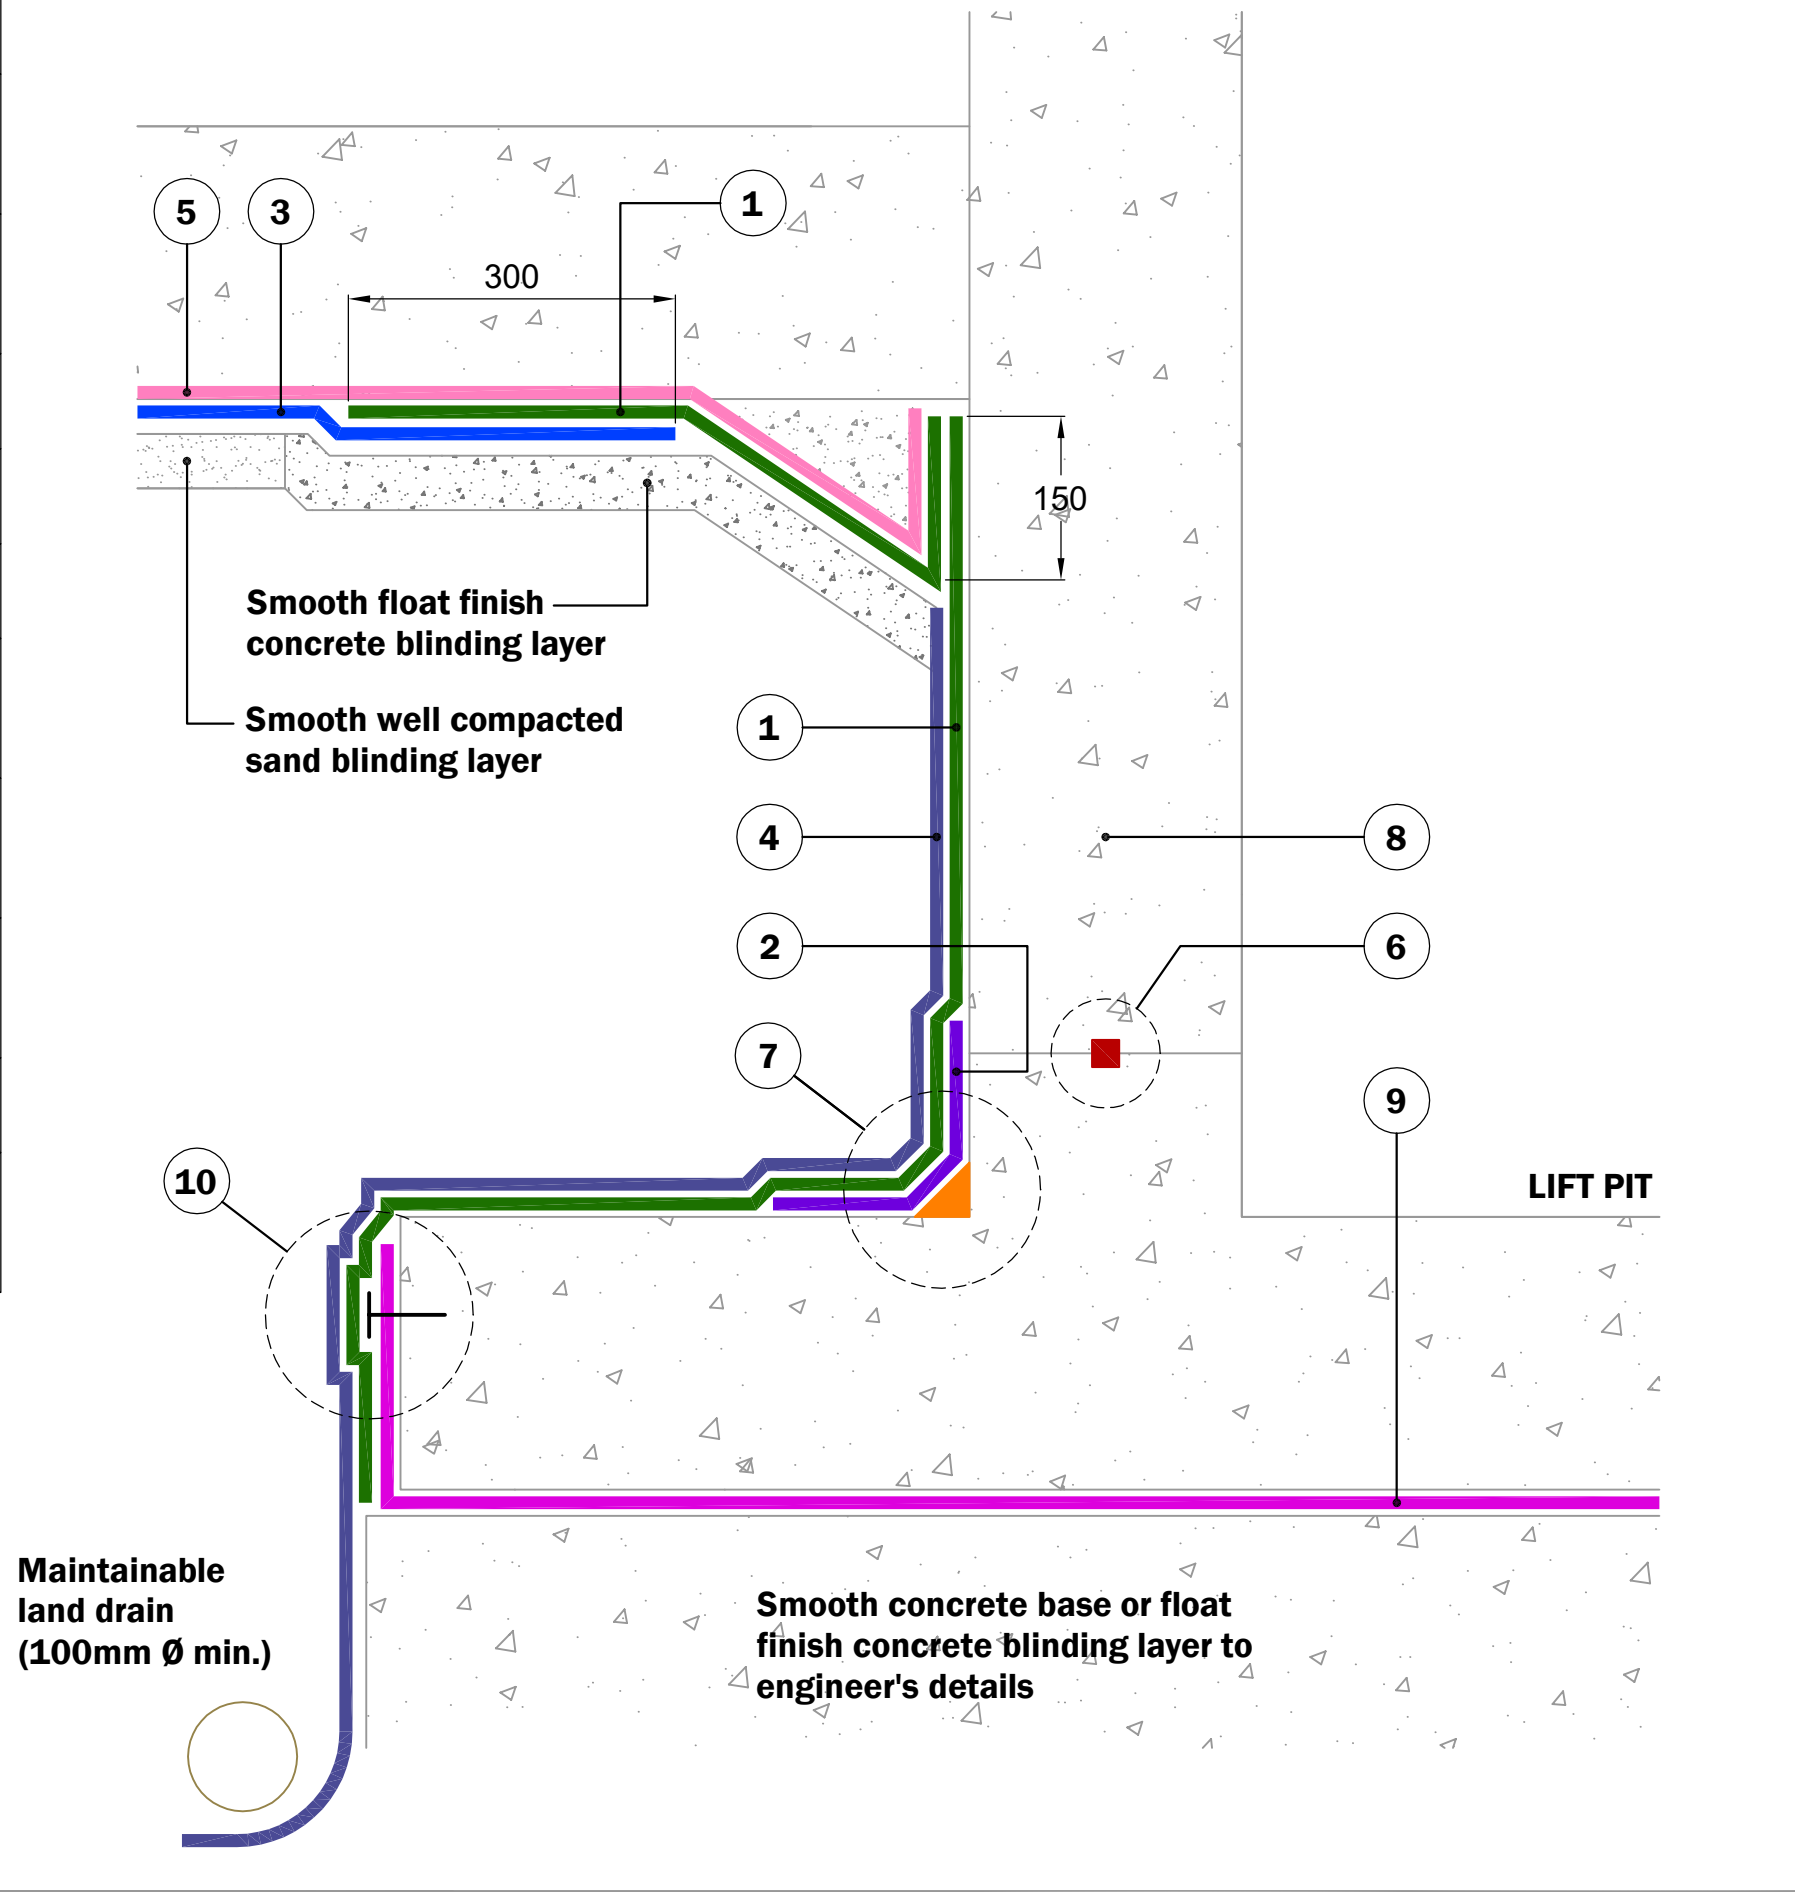 5
3
1
300
150
Smooth float finish
concrete blinding layer
Smooth well compacted
sand blinding layer
1
4
8
2
6
7
9
10
LIFT PIT
Maintainable
land drain
(100mm Ø min.)
Smooth concrete base or float
finish concrete blinding layer to
engineer's details